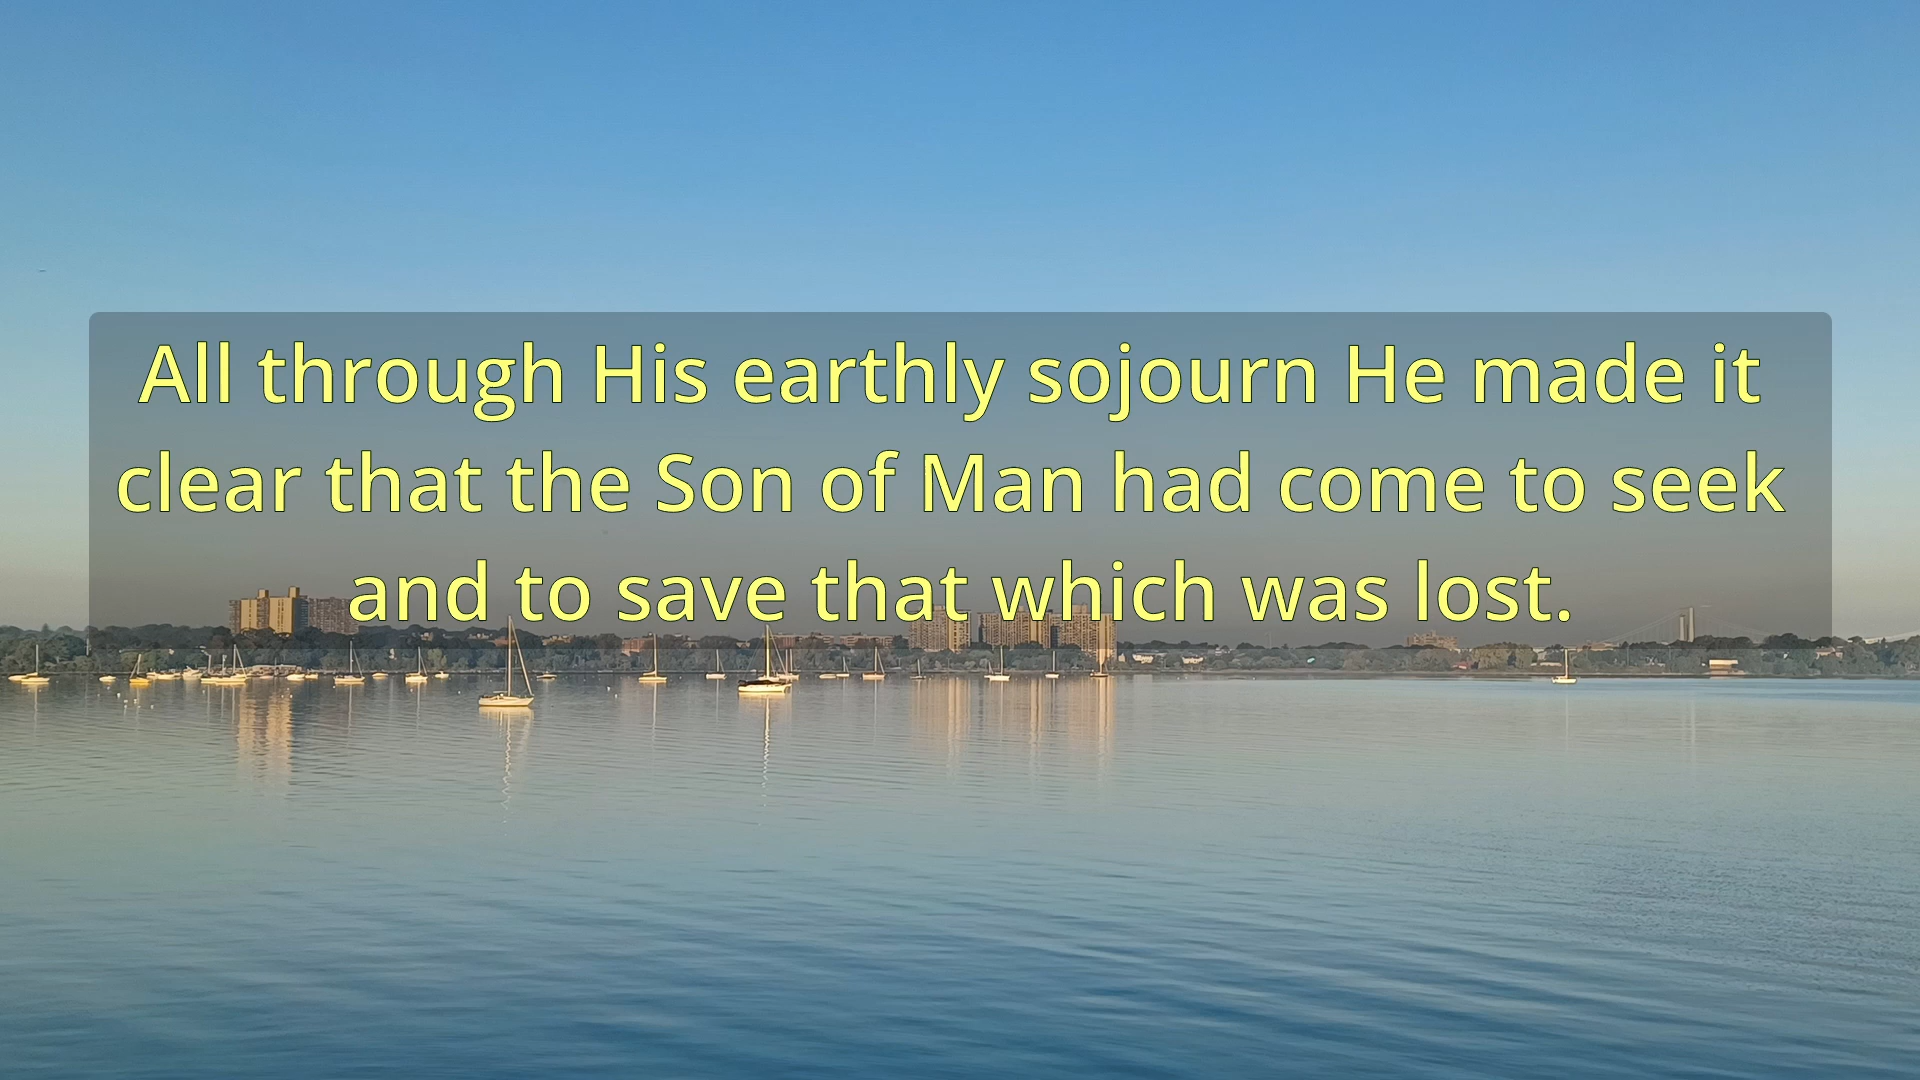 All through His earthly sojourn He made it
clear that the Son of Man had come to seek
and to save that which was lost.